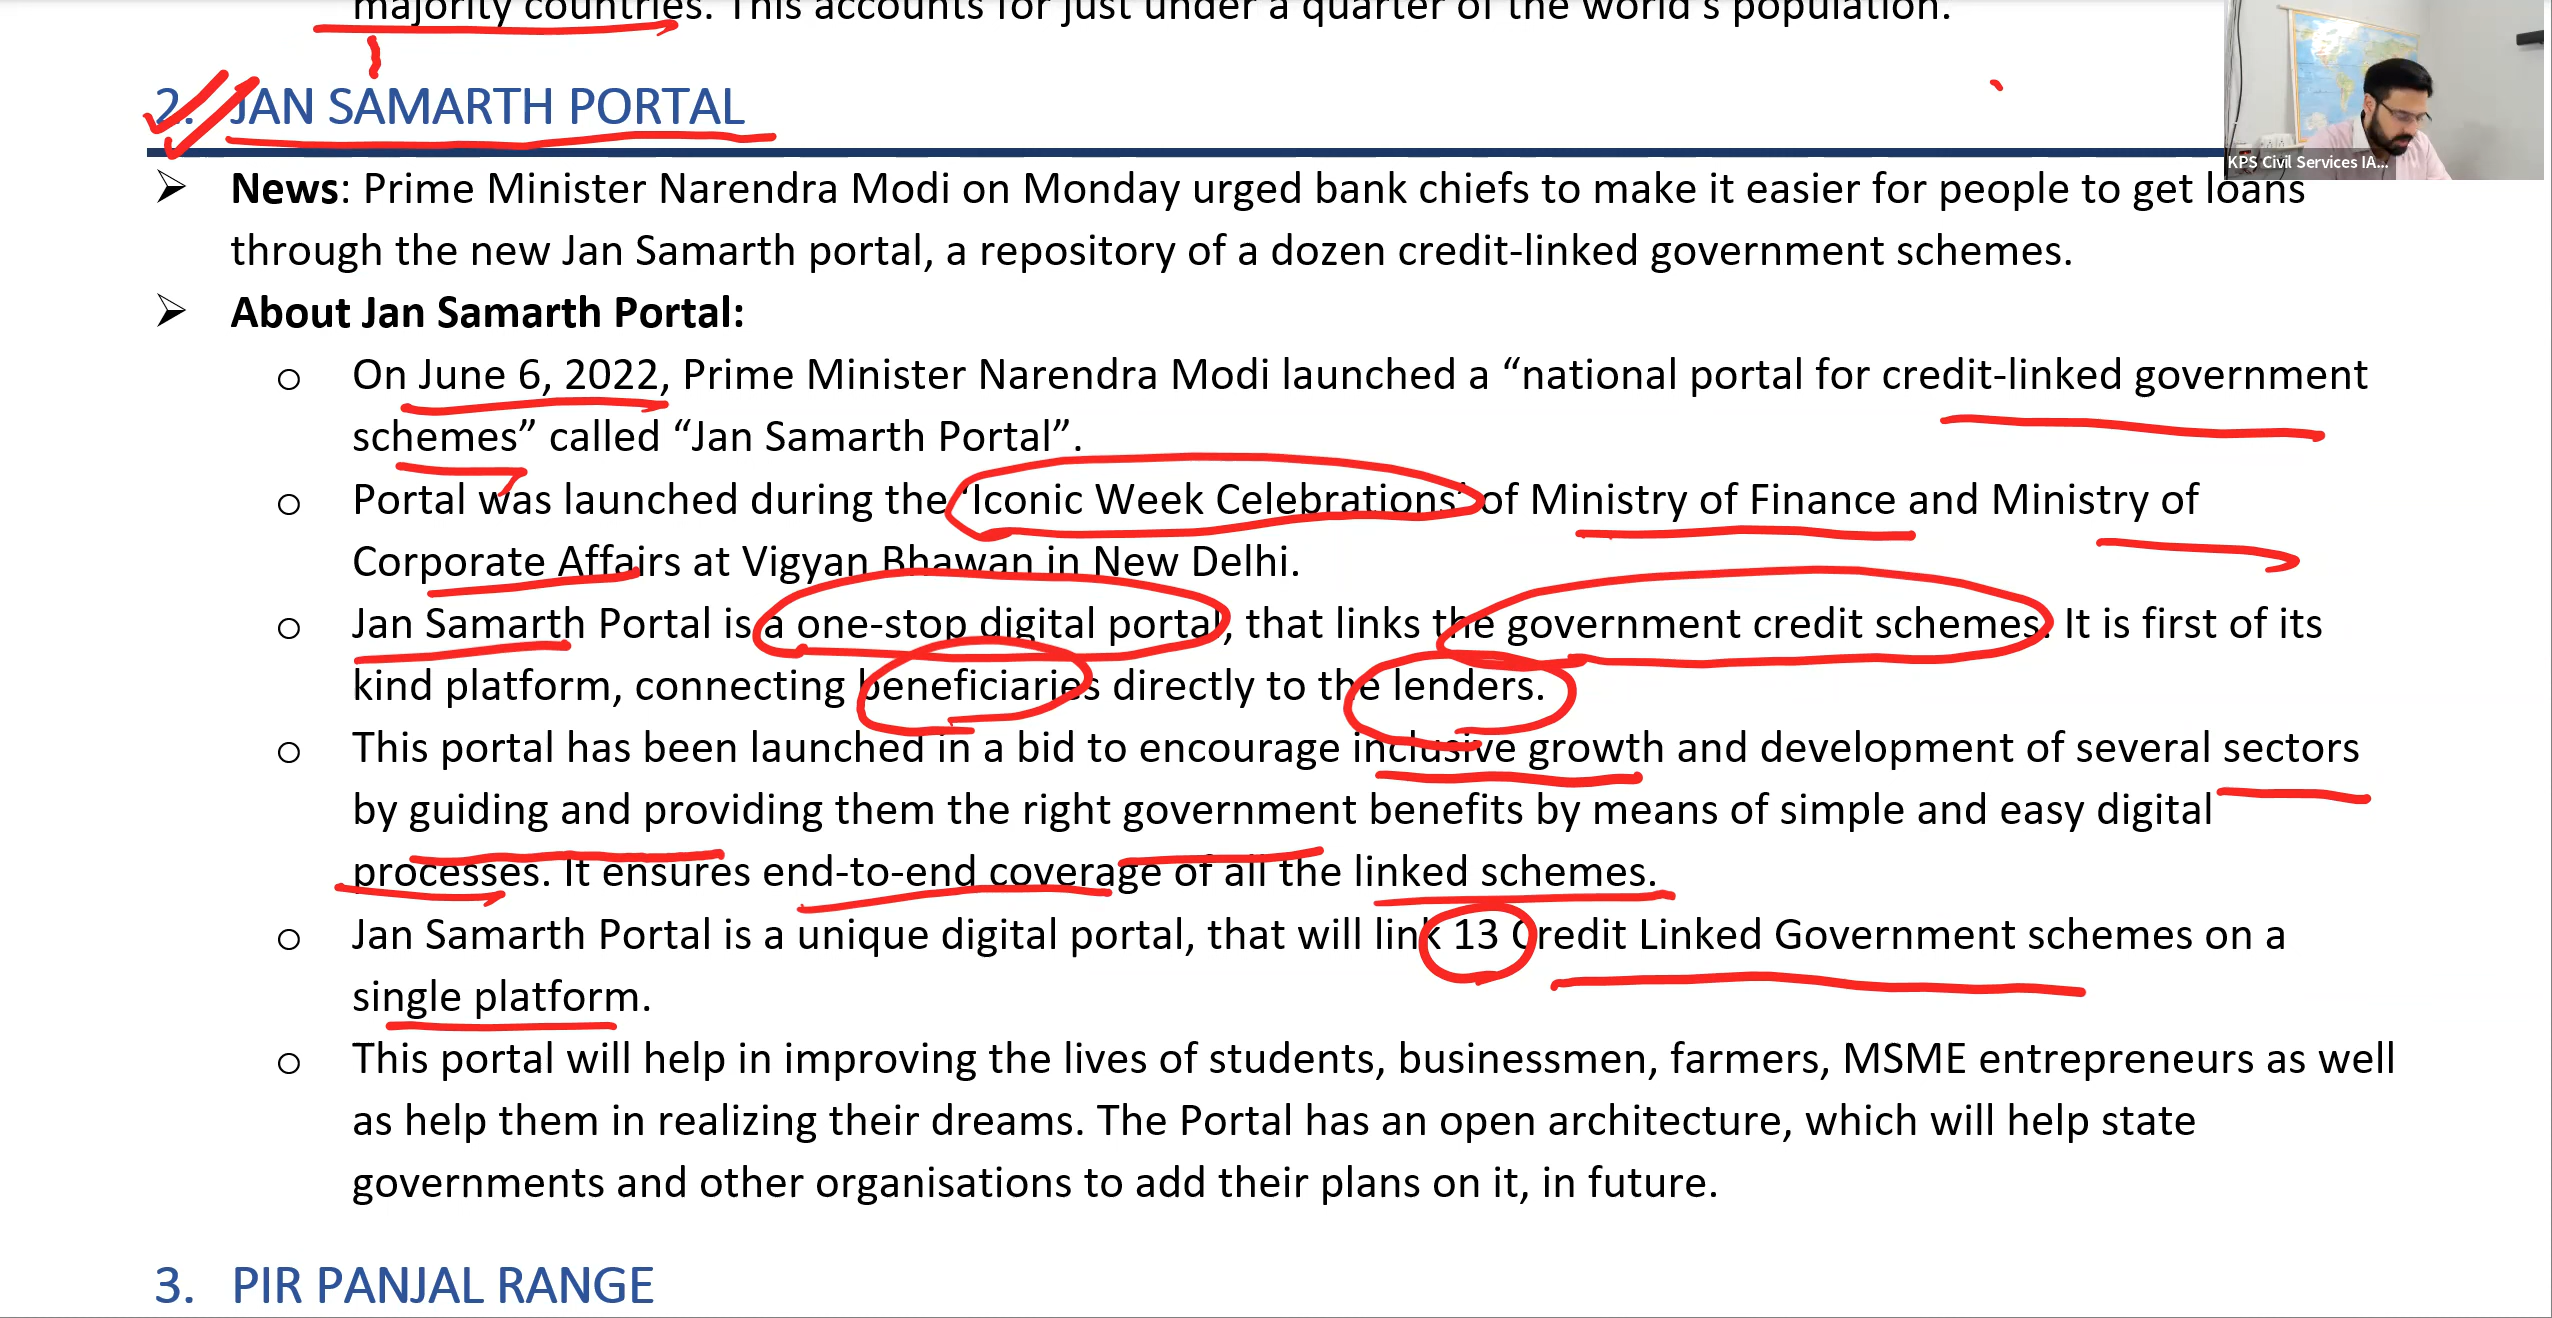 majority countries. This accounts for just under a quarter of the world's population.
2. JAN SAMARTH PORTAL
KPS Civil Services IA...
➢ News: Prime Minister Narendra Modi on Monday urged bank chiefs to make it easier for people to get loans
through the new Jan Samarth portal, a repository of a dozen credit-linked government schemes.
➢ About Jan Samarth Portal:
o On June 6, 2022, Prime Minister Narendra Modi launched a “national portal for credit-linked government
schemes” called “Jan Samarth Portal”.
o Portal was launched during the ‘Iconic Week Celebrations’ of Ministry of Finance and Ministry of
Corporate Affairs at Vigyan Bhawan in New Delhi.
o Jan Samarth Portal is a one-stop digital portal, that links the government credit schemes. It is first of its
kind platform, connecting beneficiaries directly to the lenders.
o This portal has been launched in a bid to encourage inclusive growth and development of several sectors
by guiding and providing them the right government benefits by means of simple and easy digital
processes. It ensures end-to-end coverage of all the linked schemes.
o Jan Samarth Portal is a unique digital portal, that will link 13 Credit Linked Government schemes on a
single platform.
o This portal will help in improving the lives of students, businessmen, farmers, MSME entrepreneurs as well
as help them in realizing their dreams. The Portal has an open architecture, which will help state
governments and other organisations to add their plans on it, in future.
3. PIR PANJAL RANGE